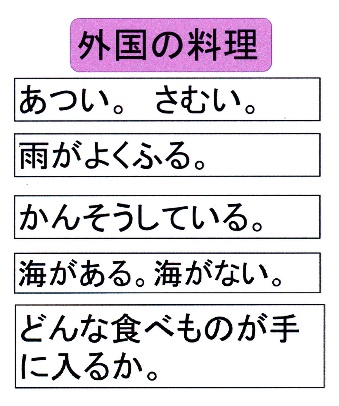 外国の料理
あつい。　さむい。
雨がよくふる。
かんそうしている。
海がある。海がない。
どんな食べものが手
に入るか。